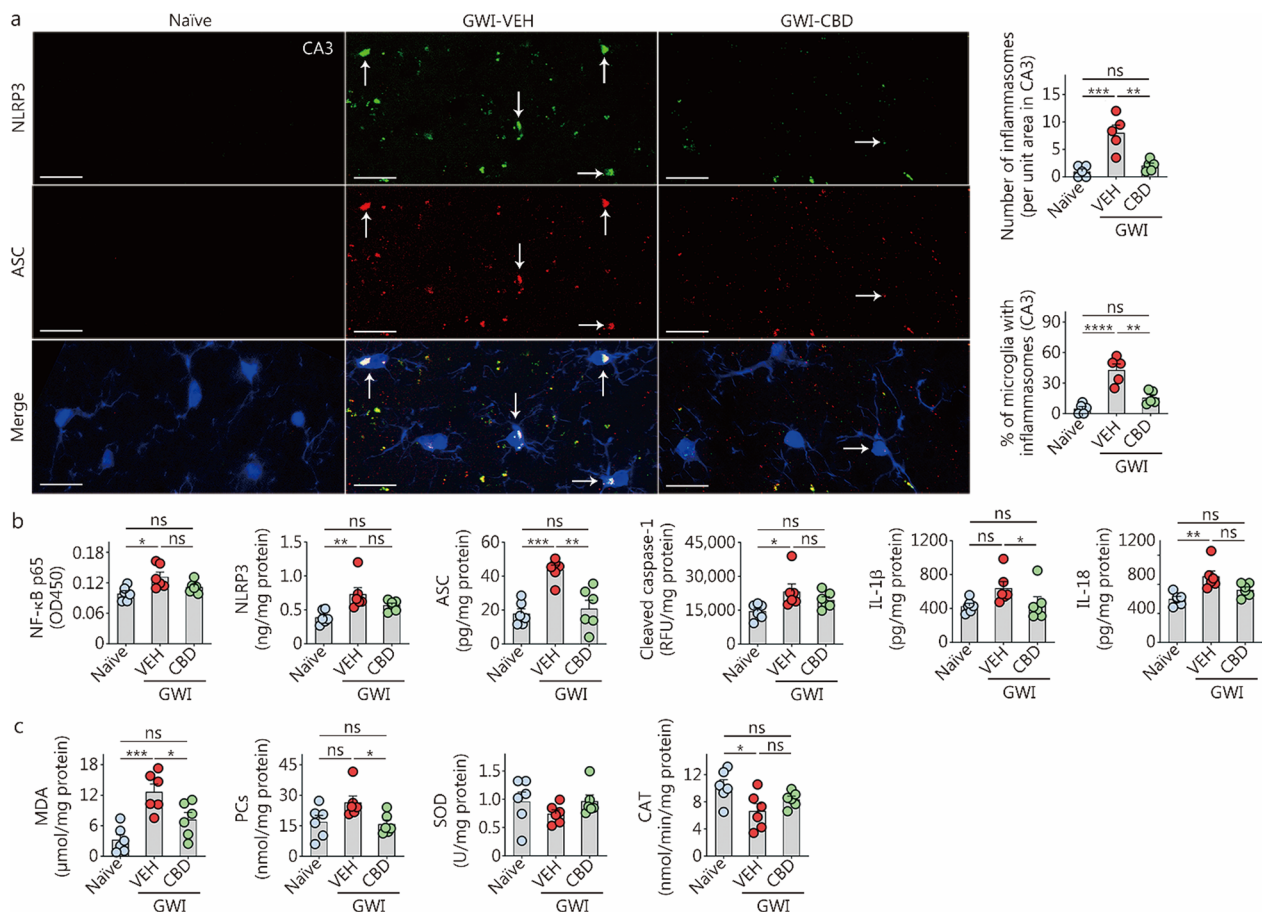 a
Naïve
GWI-VEH
GWI-CBD
CA3
NLRP3
ASC
Merge
Number of inflammasomes
(per unit area in CA3)
15
10
5
0
ns
*** **
Naïve
VEH
CBD
GWI
% of microglia with
inflammasomes (CA3)
90
60
30
0
ns
**** **
Naïve
VEH
CBD
GWI
b
NF-κB p65
(OD450)
0.18
0.12
0.06
0
ns
* ns
Naïve
VEH
CBD
GWI
NLRP3
(ng/mg protein)
1.5
1.0
0.5
0
ns
** ns
Naïve
VEH
CBD
GWI
ASC
(pg/mg protein)
60
40
20
0
ns
*** **
Naïve
VEH
CBD
GWI
Cleaved caspase-1
(RFU/mg protein)
45,000
30,000
15,000
0
ns
* ns
Naïve
VEH
CBD
GWI
IL-1β
(pg/mg protein)
1200
800
400
0
ns
ns *
Naïve
VEH
CBD
GWI
IL-18
(pg/mg protein)
1200
900
600
300
0
ns
** ns
Naïve
VEH
CBD
GWI
c
MDA
(μmol/mg protein)
18
12
6
0
ns
*** *
Naïve
VEH
CBD
GWI
PCs
(nmol/mg protein)
45
30
15
0
ns
ns *
Naïve
VEH
CBD
GWI
SOD
(U/mg protein)
1.5
1.0
0.5
0
Naïve
VEH
CBD
GWI
CAT
(nmol/min/mg protein)
15
12
9
6
3
0
ns
* ns
Naïve
VEH
CBD
GWI